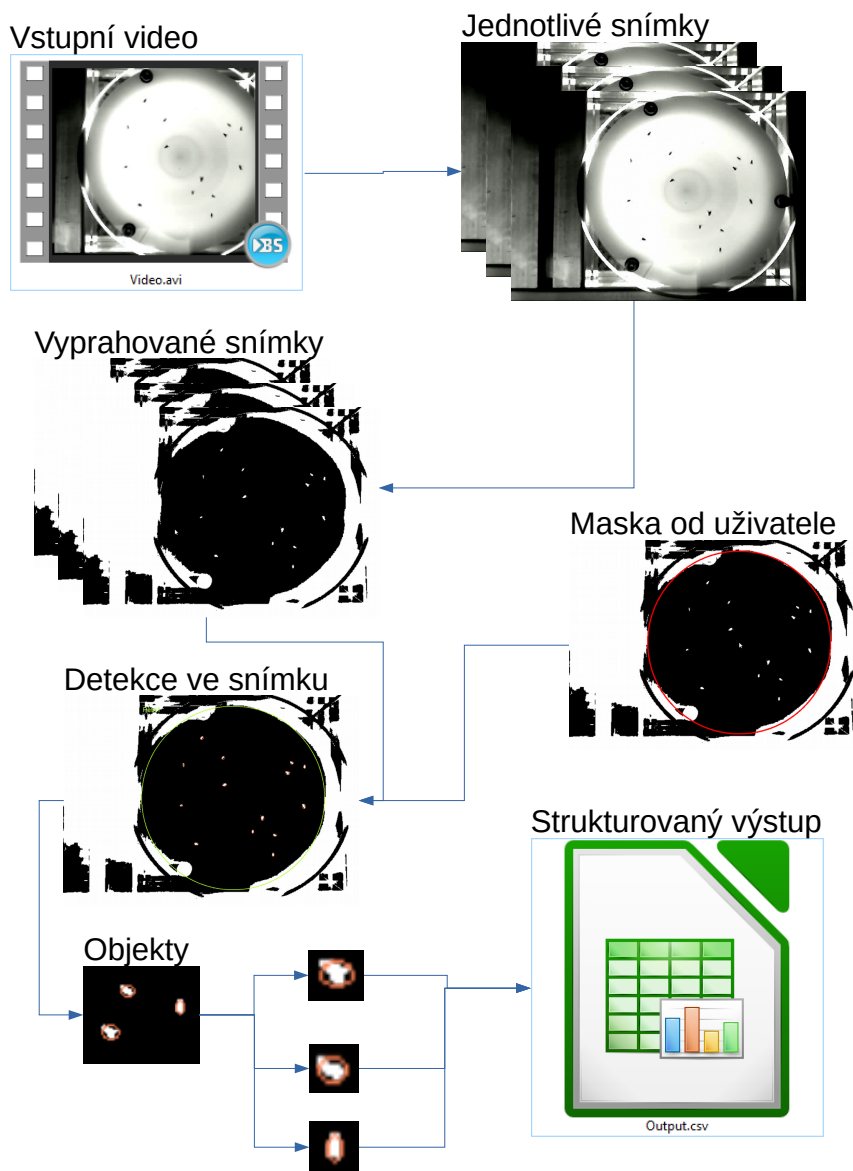 Vstupní video
Jednotlivé snímky
BS
Video.avi
Vyprahované snímky
Maska od uživatele
Detekce ve snímku
Strukturovaný výstup
Objekty
Output.csv